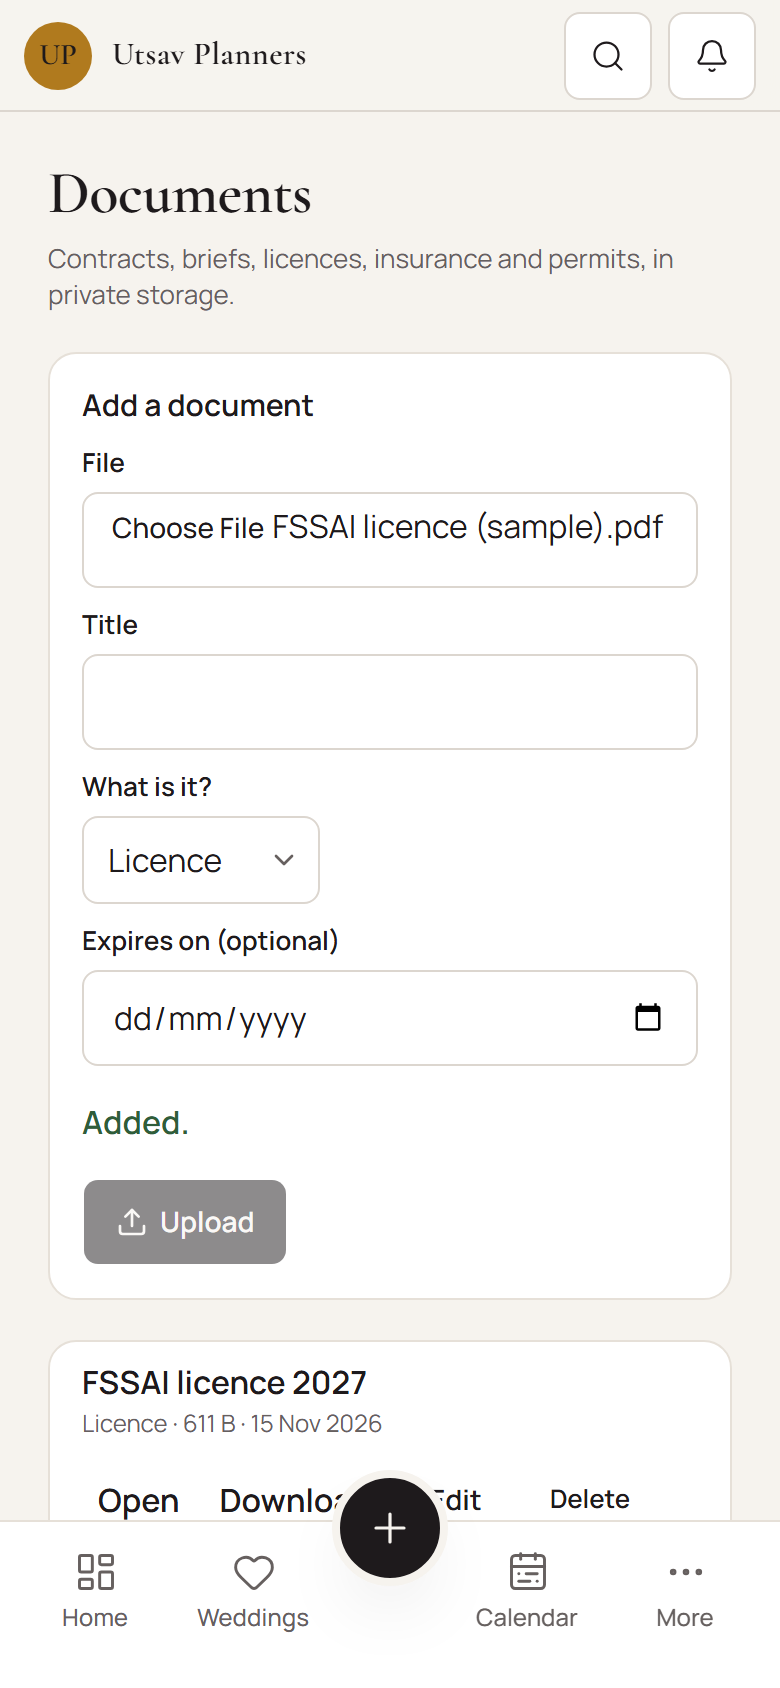 UP
Utsav Planners
Documents
Contracts, briefs, licences, insurance and permits, in
private storage.
Add a document
File
Choose File FSSAI licence (sample).pdf
Title
What is it?
Licence
Expires on (optional)
dd/mm/yyyy
Added.
Upload
FSSAI licence 2027
Licence · 611 B · 15 Nov 2026
Open Download Edit Delete
Home Weddings Calendar More